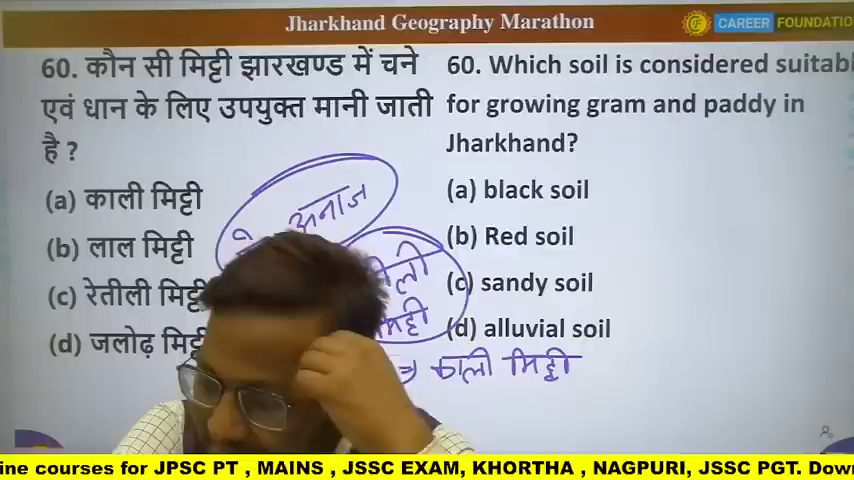 Jharkhand Geography Marathon
CAREER FOUNDATIO
60. कौन सी मिट्टी झारखण्ड में चने
एवं धान के लिए उपयुक्त मानी जाती
है ?
(a) काली मिट्टी
(b) लाल मिट्टी
(c) रेतीली मिट्टी
(d) जलोढ़ मिट्टी
60. Which soil is considered suitabl
for growing gram and paddy in
Jharkhand?
(a) black soil
(b) Red soil
(c) sandy soil
(d) alluvial soil
अनाज
मिट्टी
⇒ काली मिट्टी
ine courses for JPSC PT , MAINS , JSSC EXAM, KHORTHA , NAGPURI, JSSC PGT. Down